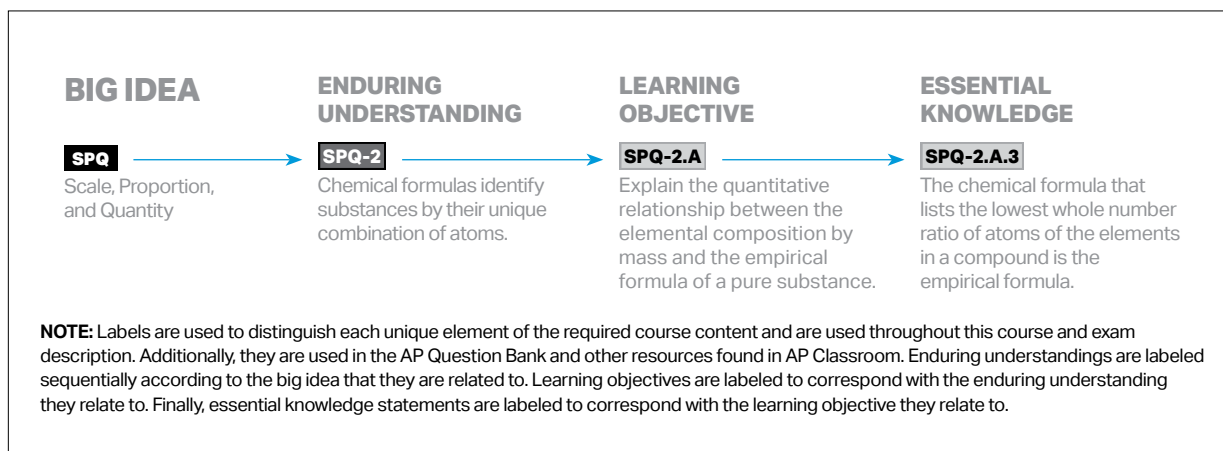 BIG IDEA
SPQ
Scale, Proportion,
and Quantity
ENDURING
UNDERSTANDING
SPQ-2
Chemical formulas identify
substances by their unique
combination of atoms.
LEARNING
OBJECTIVE
SPQ-2.A
Explain the quantitative
relationship between the
elemental composition by
mass and the empirical
formula of a pure substance.
ESSENTIAL
KNOWLEDGE
SPQ-2.A.3
The chemical formula that
lists the lowest whole number
ratio of atoms of the elements
in a compound is the
empirical formula.
NOTE: Labels are used to distinguish each unique element of the required course content and are used throughout this course and exam
description. Additionally, they are used in the AP Question Bank and other resources found in AP Classroom. Enduring understandings are labeled
sequentially according to the big idea that they are related to. Learning objectives are labeled to correspond with the enduring understanding
they relate to. Finally, essential knowledge statements are labeled to correspond with the learning objective they relate to.